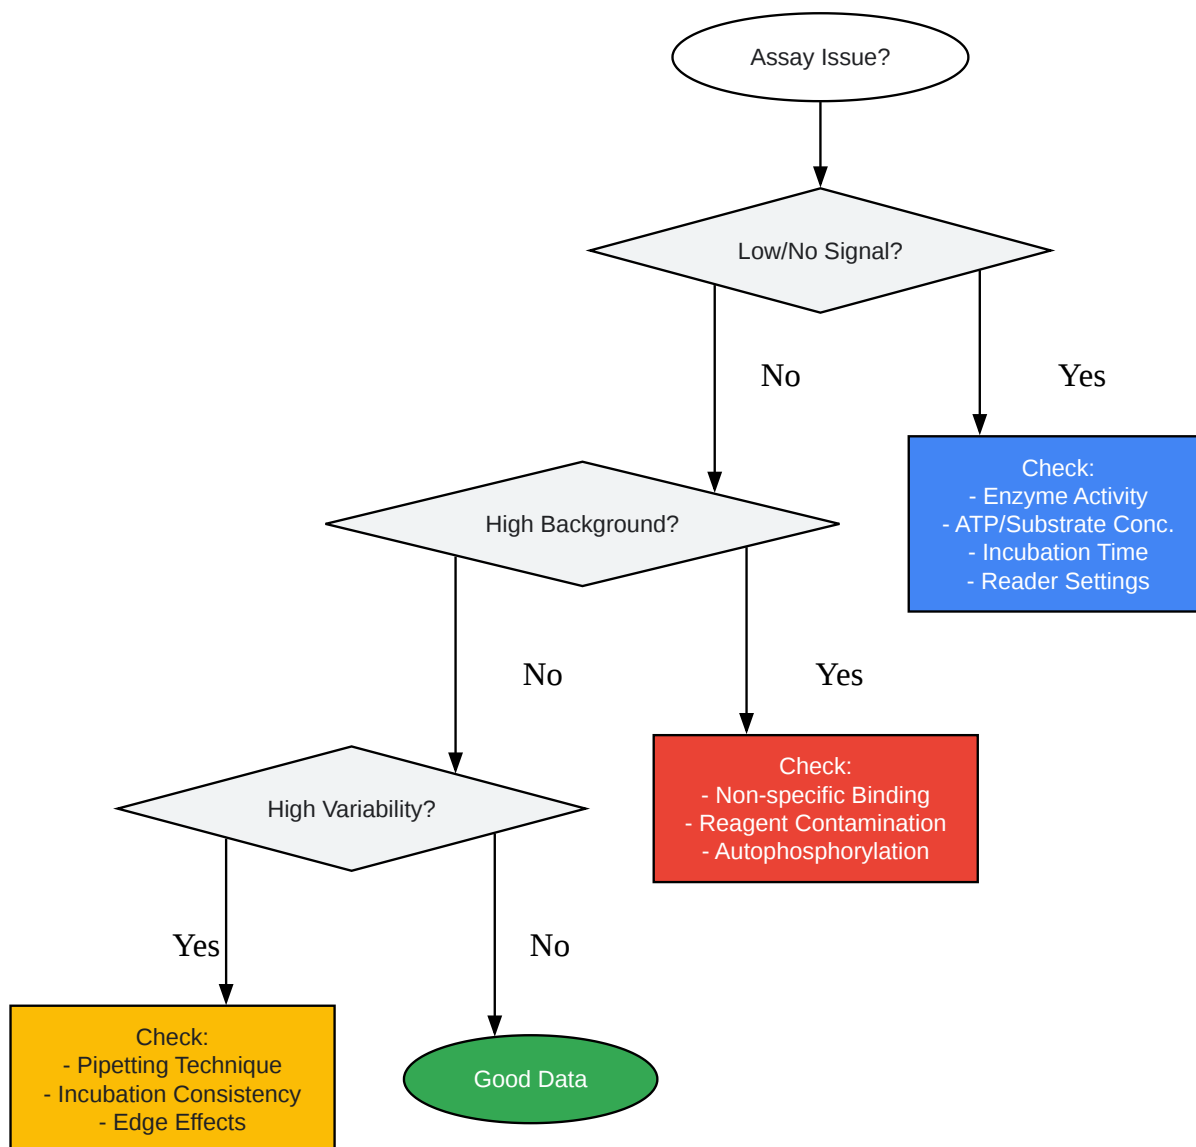 Assay Issue?
Low/No Signal?
No
Yes
Check:
- Enzyme Activity
- ATP/Substrate Conc.
- Incubation Time
- Reader Settings
High Background?
No
Yes
Check:
- Non-specific Binding
- Reagent Contamination
- Autophosphorylation
High Variability?
Yes
No
Check:
- Pipetting Technique
- Incubation Consistency
- Edge Effects
Good Data